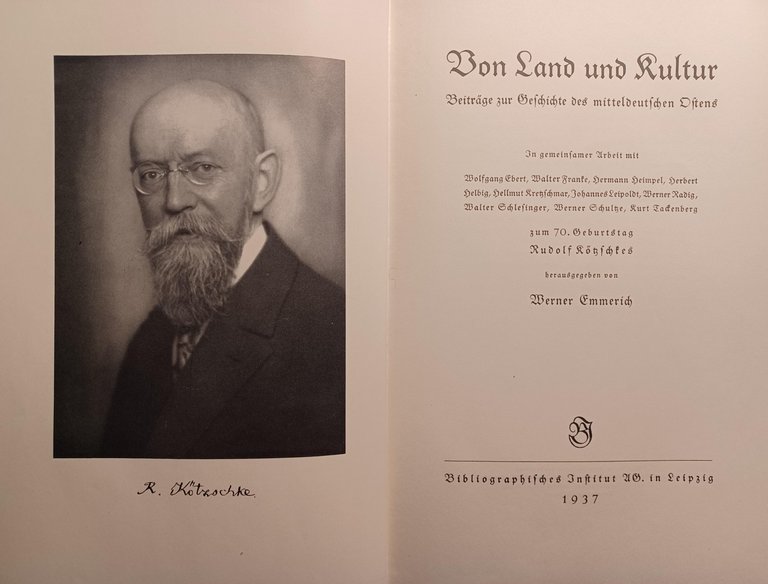 R. Kötzschke.
Von Land und Kultur
Beiträge zur Geschichte des mitteldeutschen Ostens
In gemeinsamer Arbeit mit
Wolfgang Ebert, Walter Franke, Hermann Heimpel, Herbert
Helbig, Hellmut Kretzschmar, Johannes Leipoldt, Werner Radig,
Walter Schlesinger, Werner Schultze, Kurt Tackenberg
zum 70. Geburtstag
Rudolf Kötzschkes
herausgegeben von
Werner Emmerich
BI
Bibliographisches Institut AG. in Leipzig
1937